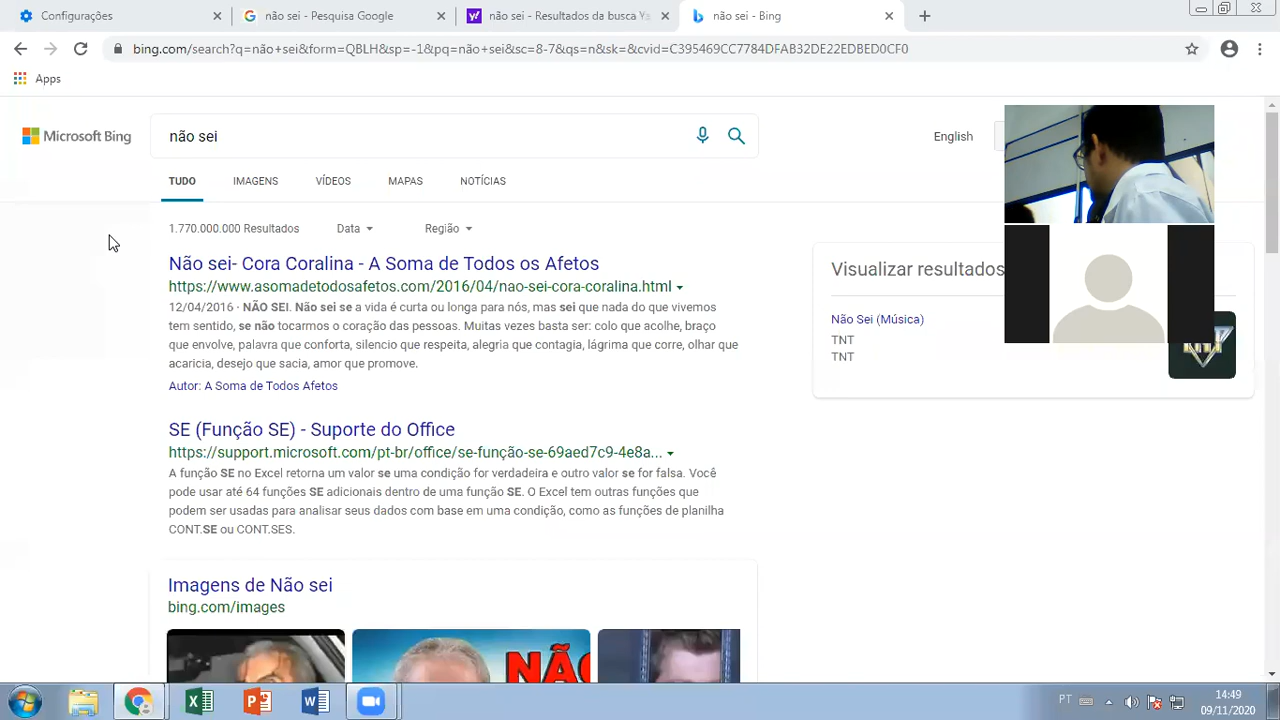 Configurações
não sei - Pesquisa Google
não sei - Resultados da busca Ya
não sei - Bing
bing.com/search?q=não+sei&form=QBLH&sp=-1&pq=não+sei&sc=8-7&qs=n&sk=&cvid=C395469CC7784DFAB32DE22EDBED0CF0
Apps
Microsoft Bing
não sei
English
TUDO
IMAGENS
VÍDEOS
MAPAS
NOTÍCIAS
1.770.000.000 Resultados
Data
Região
Não sei- Cora Coralina - A Soma de Todos os Afetos
https://www.asomadetodosafetos.com/2016/04/nao-sei-cora-coralina.html
12/04/2016 · NÃO SEI. Não sei se a vida é curta ou longa para nós, mas sei que nada do que vivemos
tem sentido, se não tocarmos o coração das pessoas. Muitas vezes basta ser: colo que acolhe, braço
que envolve, palavra que conforta, silencio que respeita, alegria que contagia, lágrima que corre, olhar que
acaricia, desejo que sacia, amor que promove.
Autor: A Soma de Todos Afetos
SE (Função SE) - Suporte do Office
https://support.microsoft.com/pt-br/office/se-função-se-69aed7c9-4e8a...
A função SE no Excel retorna um valor se uma condição for verdadeira e outro valor se for falsa. Você
pode usar até 64 funções SE adicionais dentro de uma função SE. O Excel tem outras funções que
podem ser usadas para analisar seus dados com base em uma condição, como as funções de planilha
CONT.SE ou CONT.SES.
Imagens de Não sei
bing.com/images
NÃO
Visualizar resultados
Não Sei (Música)
TNT
TNT
PT
14:49
09/11/2020